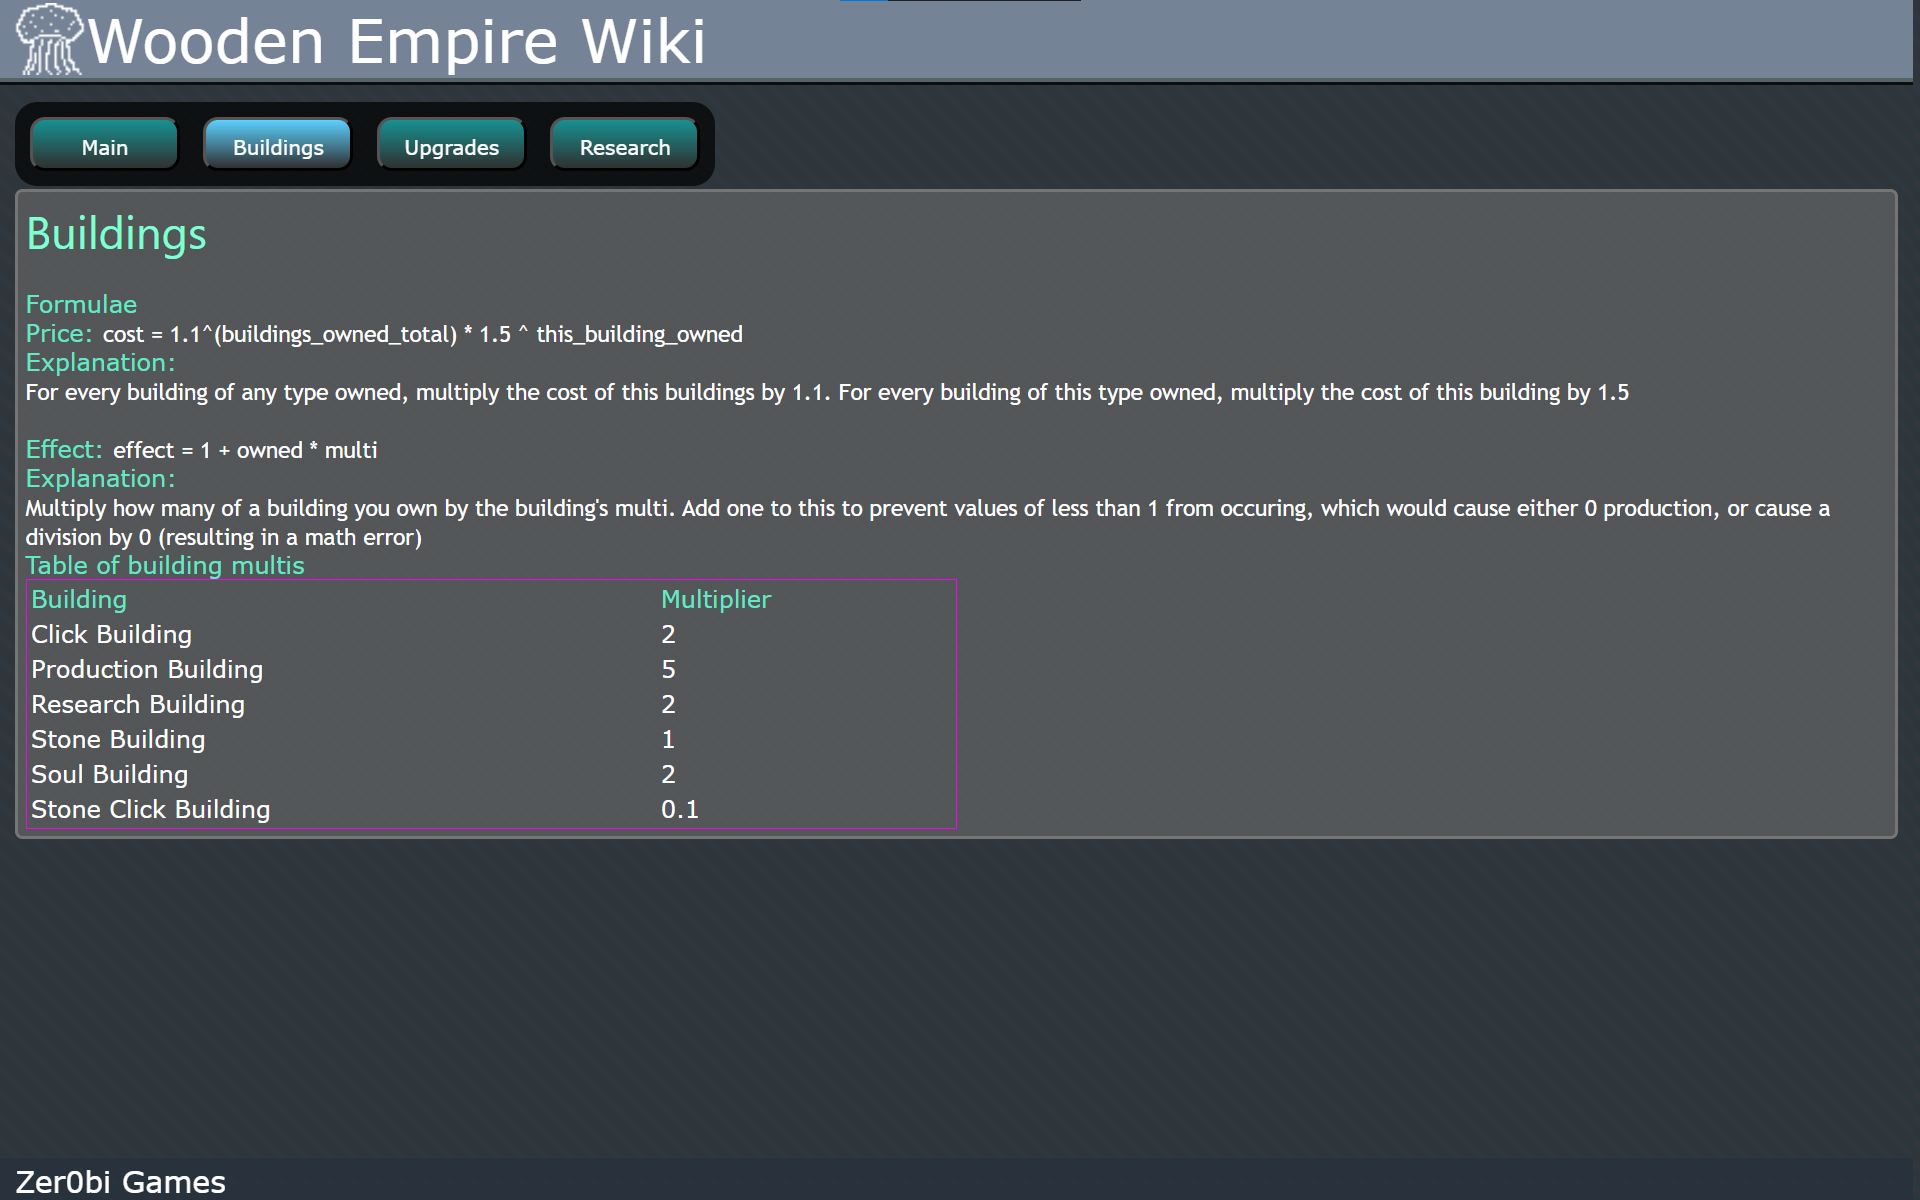 Wooden Empire Wiki
Main Buildings Upgrades Research
Buildings
Formulae
Price: cost = 1.1^(buildings_owned_total) * 1.5 ^ this_building_owned
Explanation:
For every building of any type owned, multiply the cost of this buildings by 1.1. For every building of this type owned, multiply the cost of this building by 1.5
Effect: effect = 1 + owned * multi
Explanation:
Multiply how many of a building you own by the building's multi. Add one to this to prevent values of less than 1 from occuring, which would cause either 0 production, or cause a
division by 0 (resulting in a math error)
Table of building multis
Building Multiplier
Click Building 2
Production Building 5
Research Building 2
Stone Building 1
Soul Building 2
Stone Click Building 0.1
Zer0bi Games